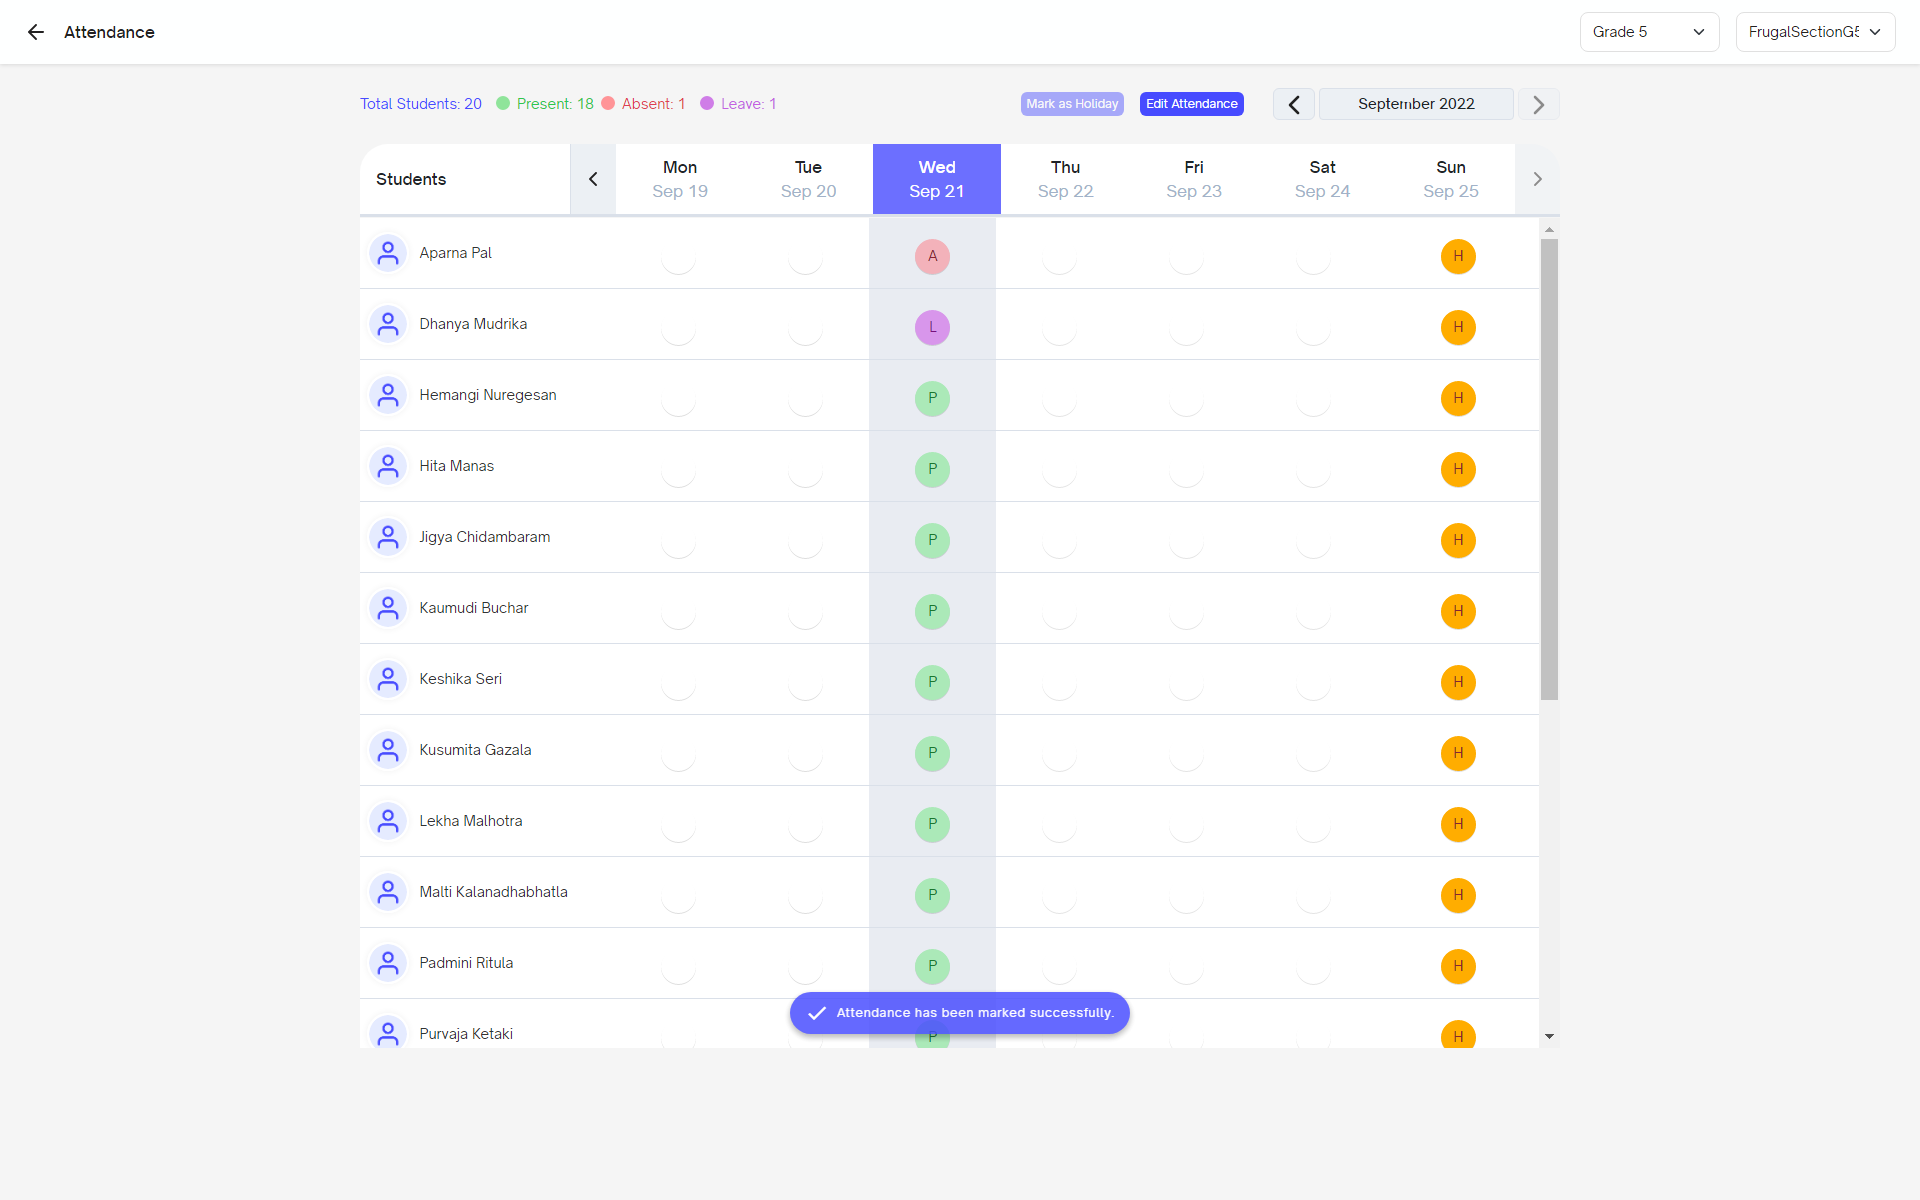 Attendance
Grade 5
FrugalSectionG5
Total Students: 20 Present: 18 Absent: 1 Leave: 1
Mark as Holiday
Edit Attendance
September 2022
Students Mon Tue Wed Thu Fri Sat Sun
Sep 19 Sep 20 Sep 21 Sep 22 Sep 23 Sep 24 Sep 25
Aparna Pal A H
Dhanya Mudrika L H
Hemangi Nuregesan P H
Hita Manas P H
Jigya Chidambaram P H
Kaumudi Buchar P H
Keshika Seri P H
Kusumita Gazala P H
Lekha Malhotra P H
Malti Kalanadhabhatla P H
Padmini Ritula P H
Attendance has been marked successfully.
Purvaja Ketaki P H